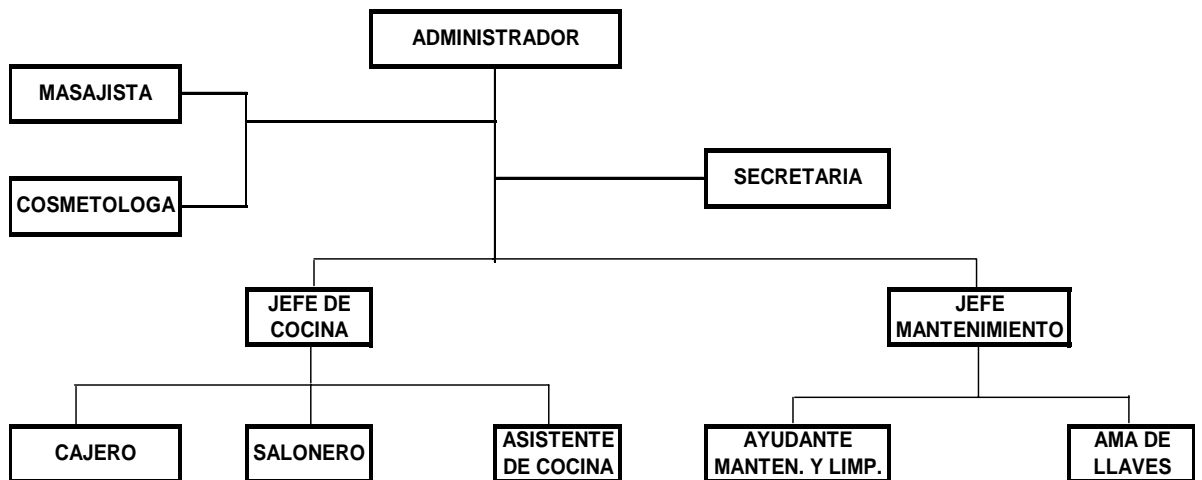 ADMINISTRADOR
MASAJISTA
SECRETARIA
COSMETOLOGA
JEFE DE
COCINA
JEFE
MANTENIMIENTO
CAJERO
SALONERO
ASISTENTE
DE COCINA
AYUDANTE
MANTEN. Y LIMP.
AMA DE
LLAVES